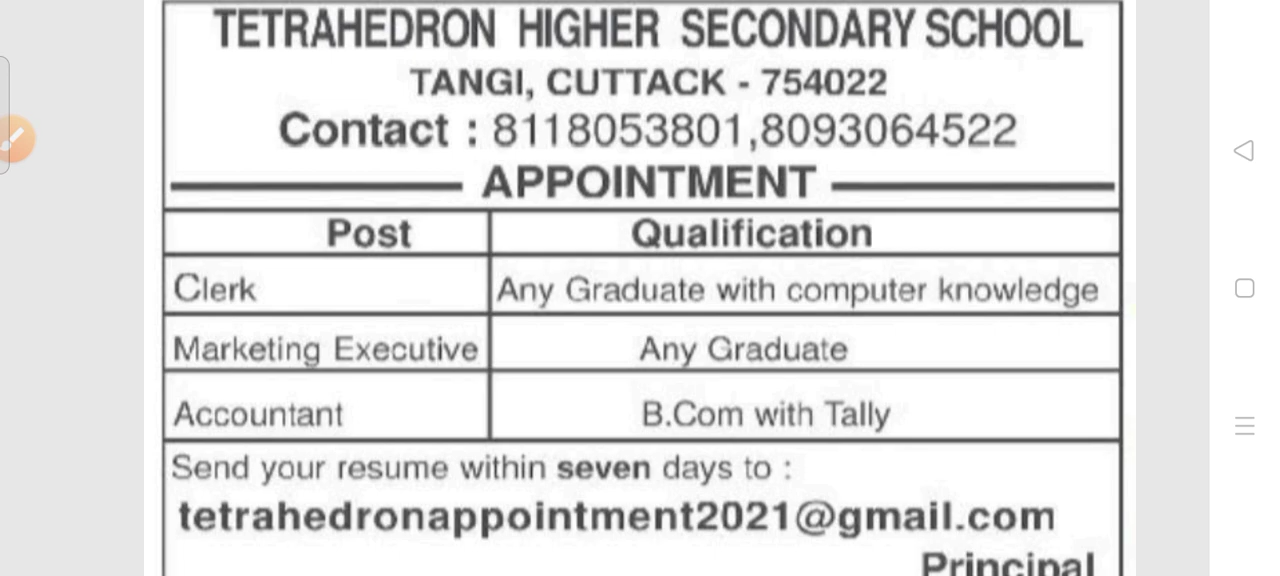 TETRAHEDRON HIGHER SECONDARY SCHOOL
TANGI, CUTTACK - 754022
Contact : 8118053801,8093064522
APPOINTMENT
Post Qualification
Clerk Any Graduate with computer knowledge
Marketing Executive Any Graduate
Accountant B.Com with Tally
Send your resume within seven days to :
tetrahedronappointment2021@gmail.com
Principal